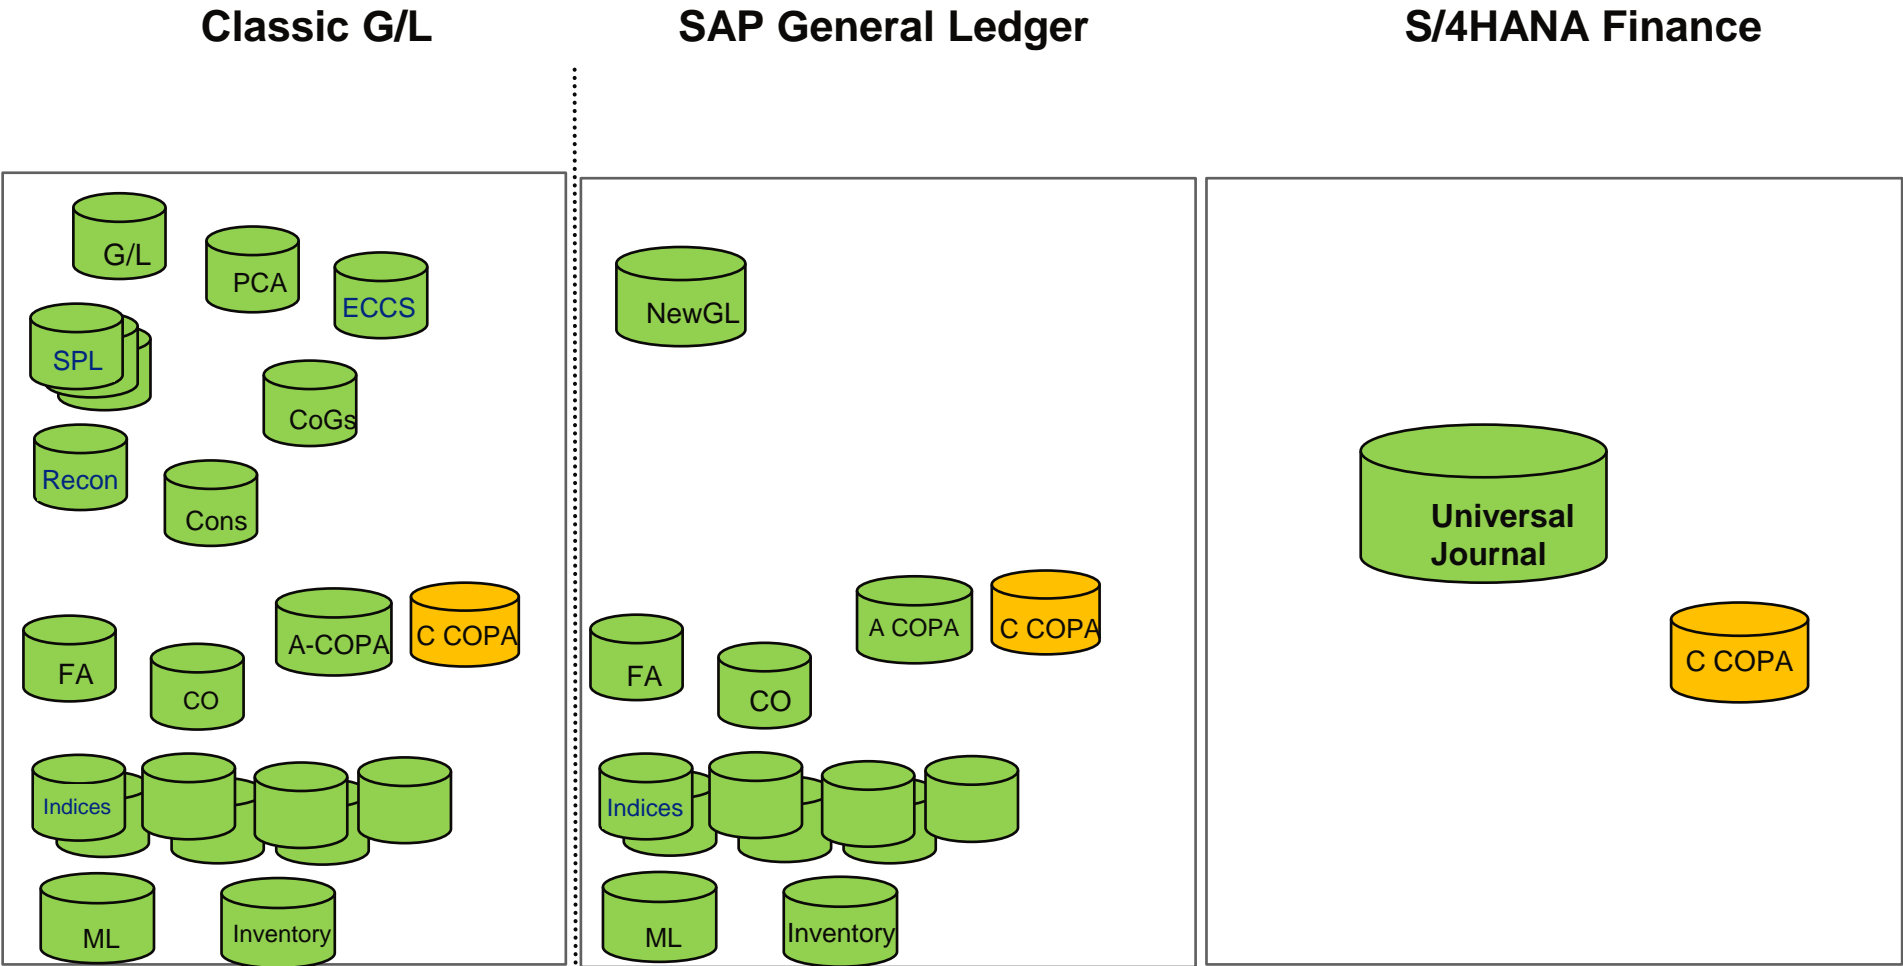 Classic G/L
SAP General Ledger
S/4HANA Finance
G/L
PCA
ECCS
SPL
CoGs
Recon
Cons
A-COPA
C COPA
FA
CO
Indices
ML
Inventory
NewGL
A COPA
C COPA
FA
CO
Indices
ML
Inventory
Universal
Journal
C COPA